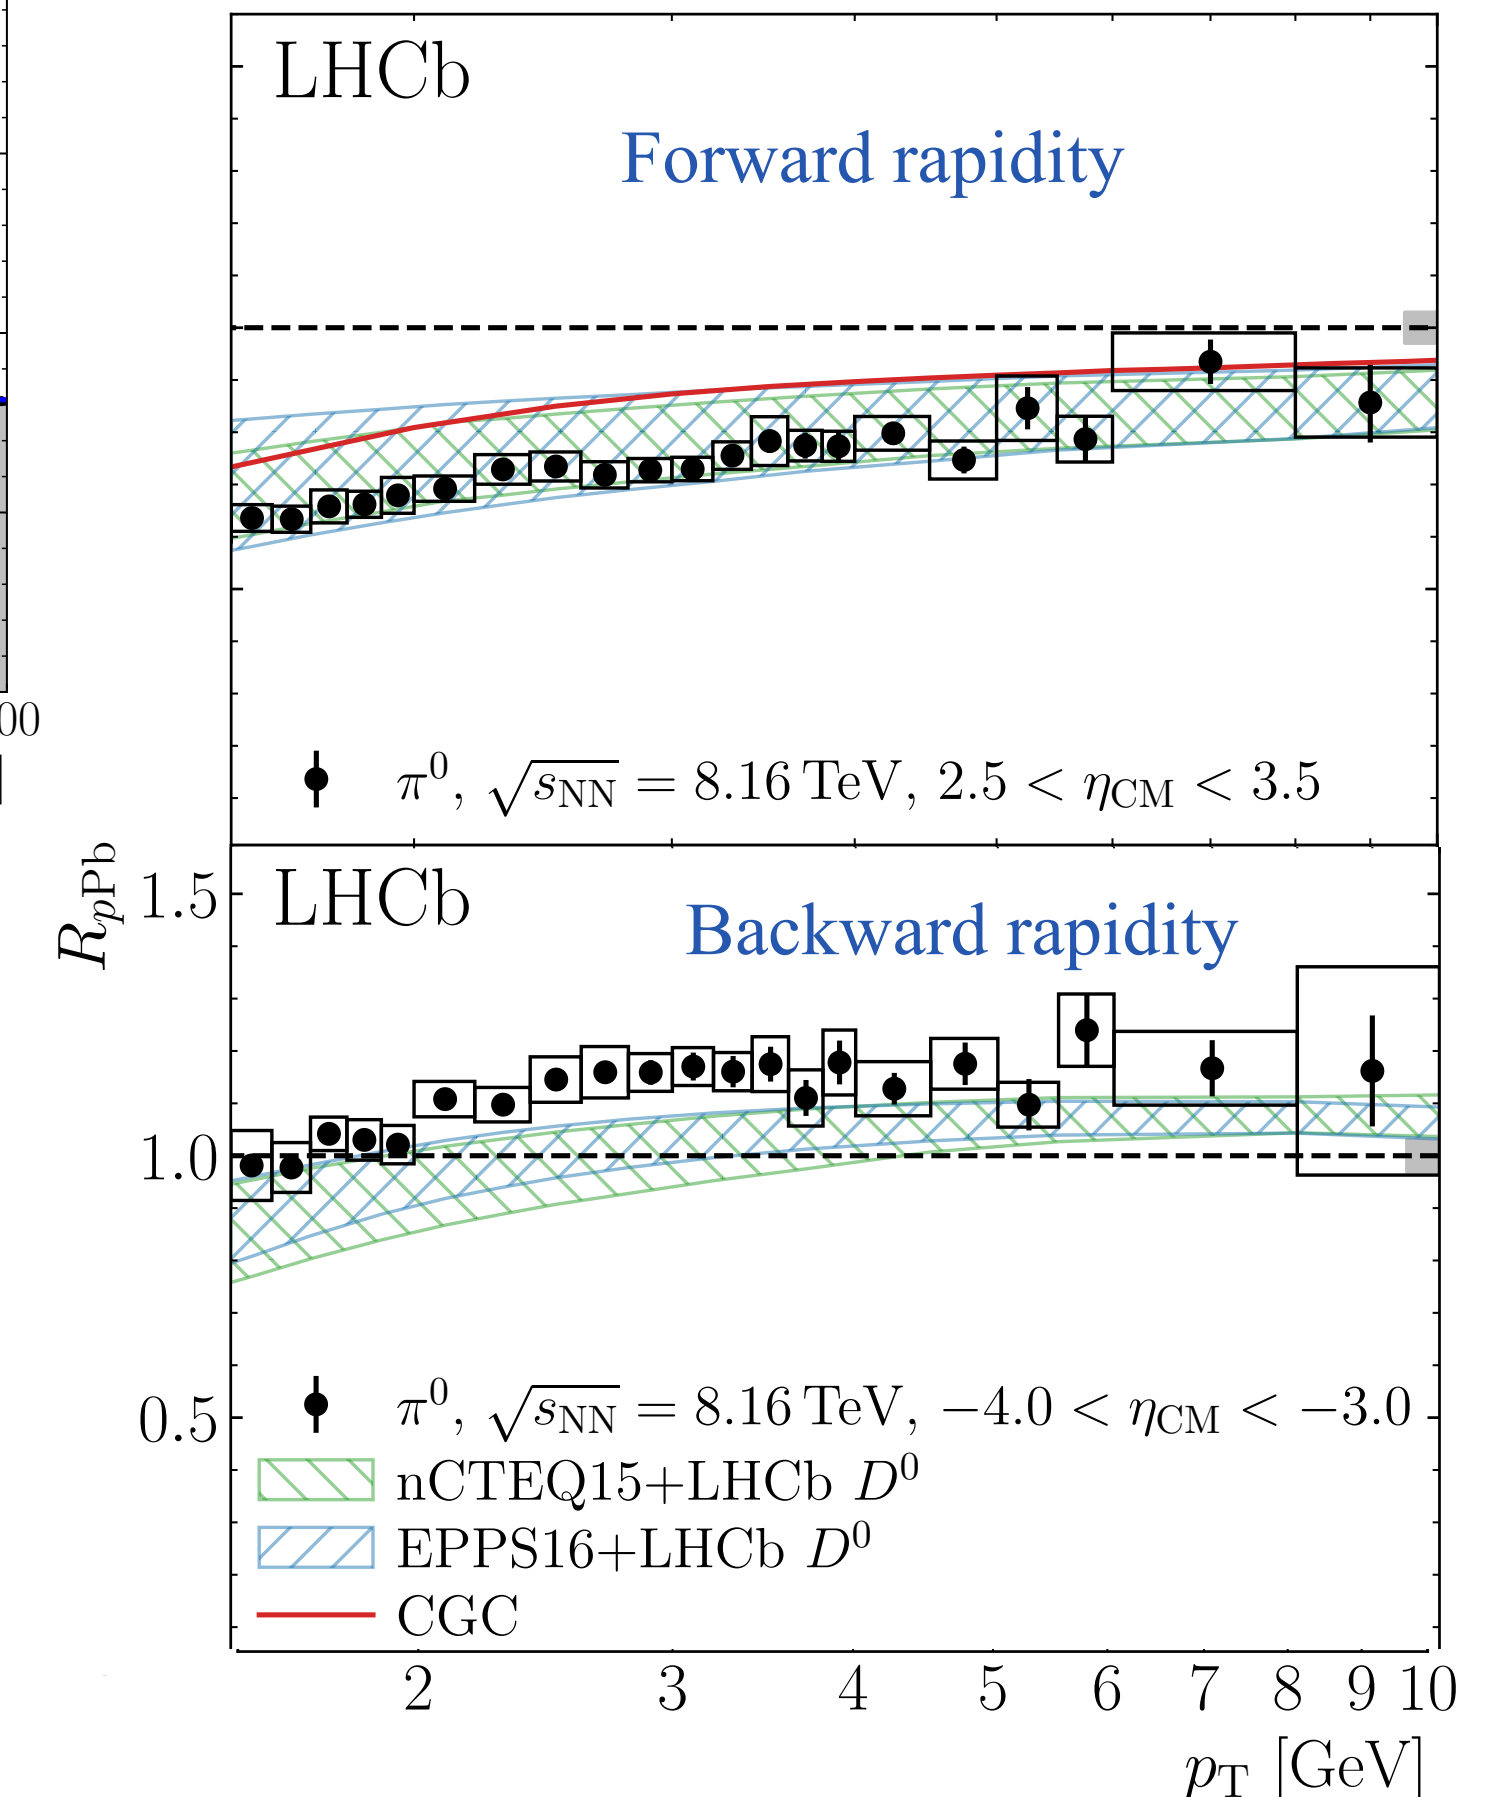 LHCb
Forward rapidity
π⁰, √s_NN = 8.16 TeV, 2.5 < η_CM < 3.5
00
R_pPb
LHCb
Backward rapidity
1.5
1.0
0.5
π⁰, √s_NN = 8.16 TeV, −4.0 < η_CM < −3.0
nCTEQ15+LHCb D⁰
EPPS16+LHCb D⁰
CGC
2 3 4 5 6 7 8 9 10
p_T [GeV]